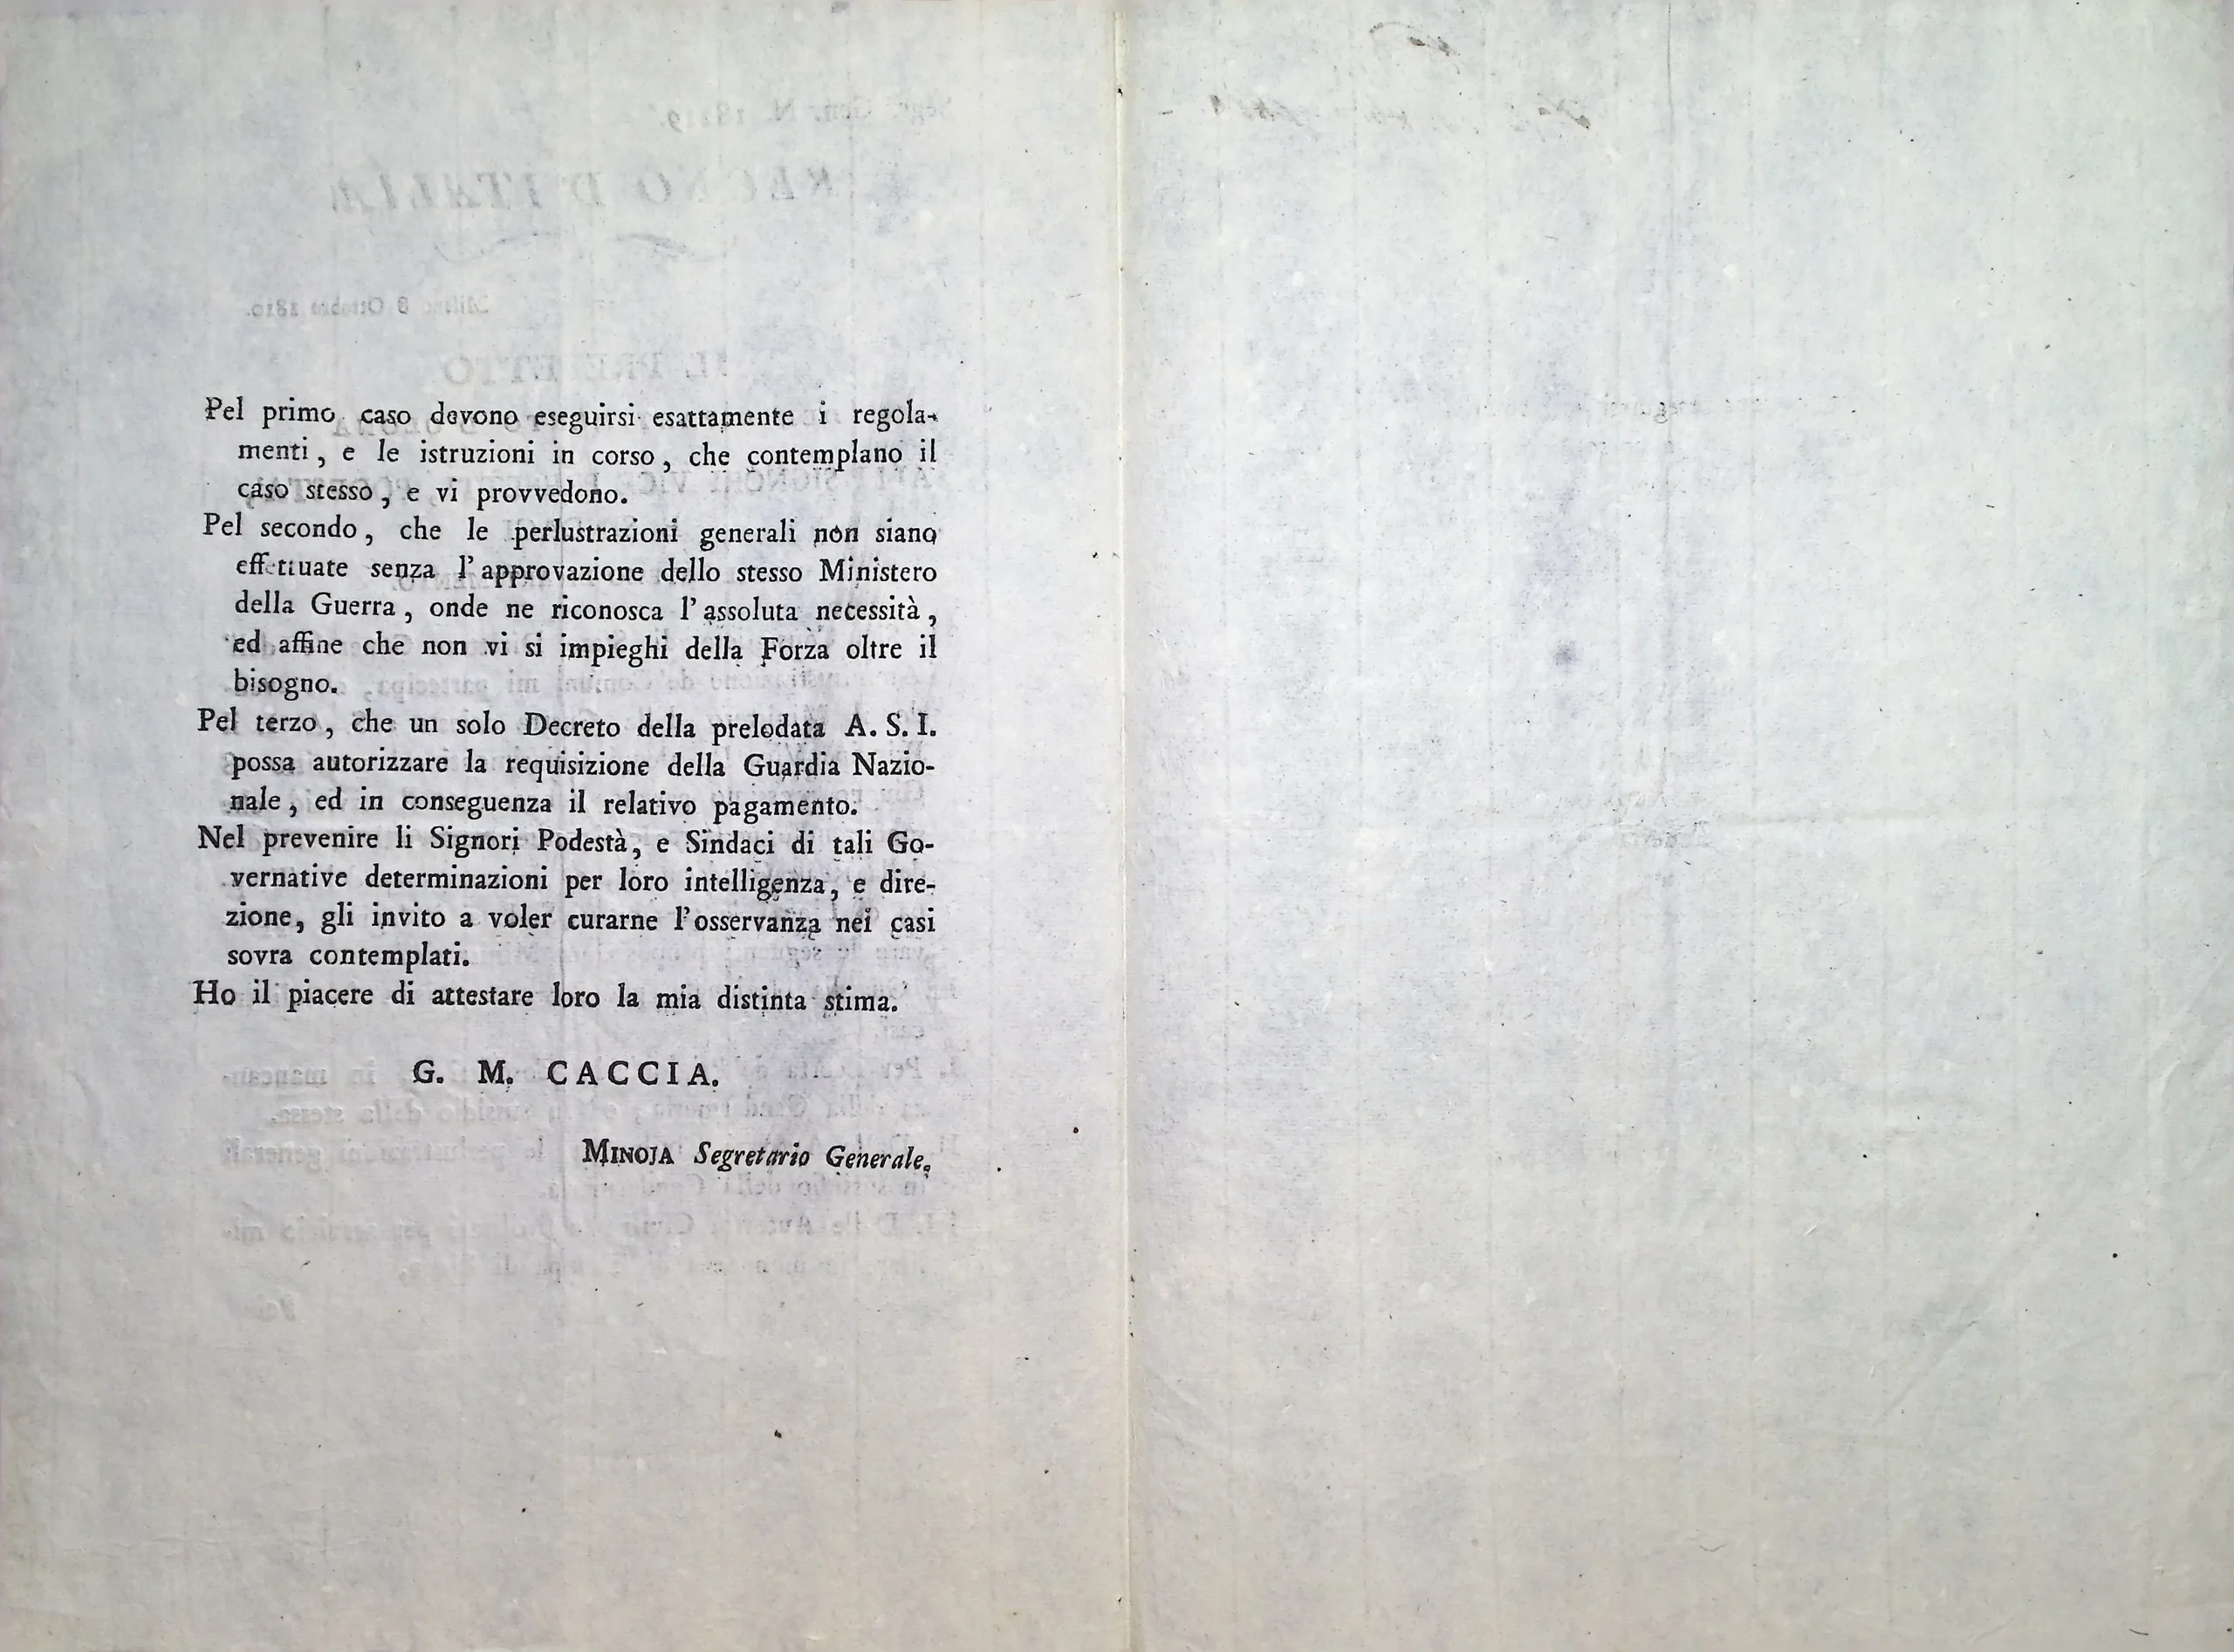 Pel primo caso devono eseguirsi esattamente i regola-
menti, e le istruzioni in corso, che contemplano il
caso stesso, e vi provvedono.
Pel secondo, che le perlustrazioni generali non siano
effettuate senza l'approvazione dello stesso Ministero
della Guerra, onde ne riconosca l'assoluta necessità,
ed affine che non vi si impieghi della Forza oltre il
bisogno.
Pel terzo, che un solo Decreto della prelodata A. S. I.
possa autorizzare la requisizione della Guardia Nazio-
nale, ed in conseguenza il relativo pagamento.
Nel prevenire li Signori Podestà, e Sindaci di tali Go-
vernative determinazioni per loro intelligenza, e dire-
zione, gli invito a voler curarne l'osservanza nei casi
sovra contemplati.
Ho il piacere di attestare loro la mia distinta stima.
G. M. CACCIA.
MINOJA Segretario Generale.